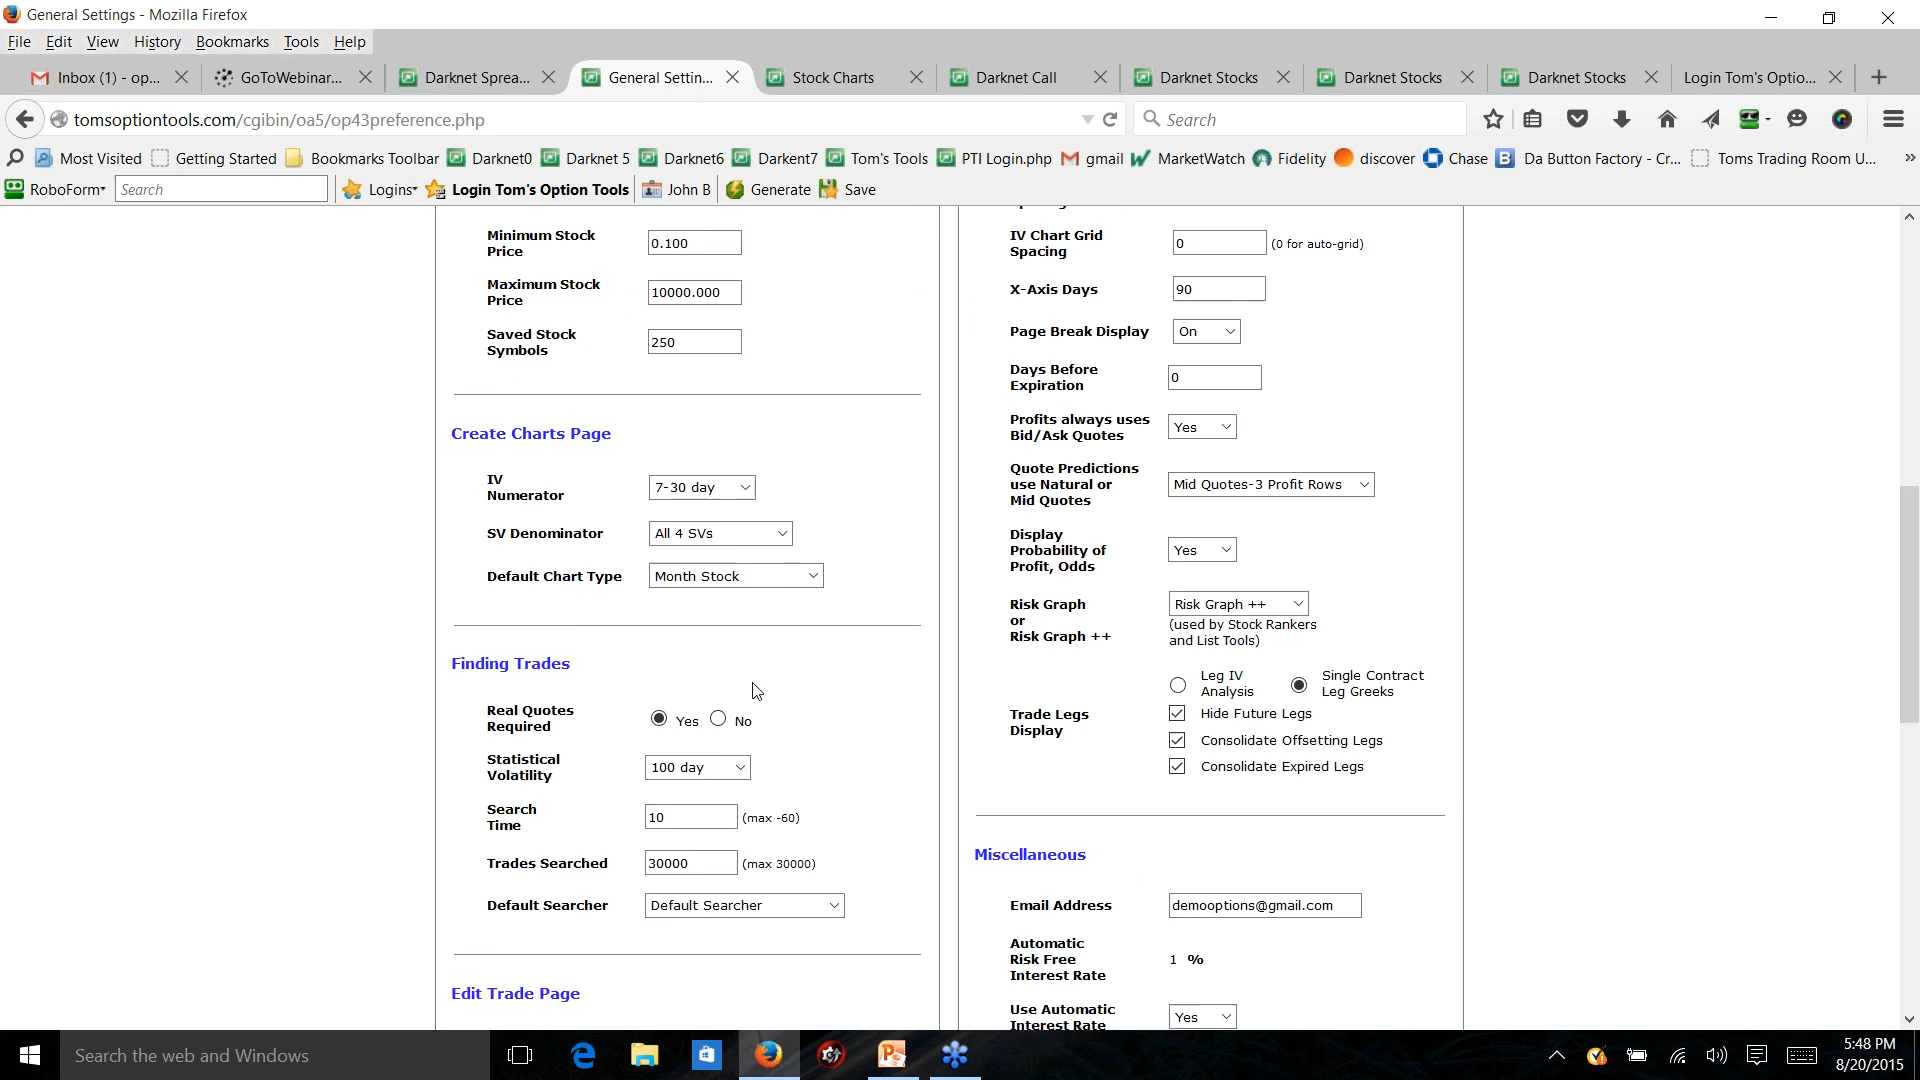 General Settings - Mozilla Firefox
File Edit View History Bookmarks Tools Help
Inbox (1) - op... GoToWebinar... Darknet Sprea... General Settin... Stock Charts Darknet Call Darknet Stocks Darknet Stocks Darknet Stocks Login Tom's Optio...
tomsoptiontools.com/cgibin/oa5/op43preference.php Search
Most Visited Getting Started Bookmarks Toolbar Darknet0 Darknet 5 Darknet6 Darkent7 Tom's Tools PTI Login.php gmail MarketWatch Fidelity discover Chase Da Button Factory - Cr... Toms Trading Room U...
RoboForm Search Logins Login Tom's Option Tools John B Generate Save
Minimum Stock
Price
0.100
Maximum Stock
Price
10000.000
Saved Stock
Symbols
250
Create Charts Page
IV
Numerator
7-30 day
SV Denominator All 4 SVs
Default Chart Type Month Stock
Finding Trades
Real Quotes
Required
Yes No
Statistical
Volatility
100 day
Search
Time
10 (max -60)
Trades Searched 30000 (max 30000)
Default Searcher Default Searcher
Edit Trade Page
IV Chart Grid
Spacing
0 (0 for auto-grid)
X-Axis Days 90
Page Break Display On
Days Before
Expiration
0
Profits always uses
Bid/Ask Quotes
Yes
Quote Predictions
use Natural or
Mid Quotes
Mid Quotes-3 Profit Rows
Display
Probability of
Profit, Odds
Yes
Risk Graph
or
Risk Graph ++
Risk Graph ++
(used by Stock Rankers
and List Tools)
Trade Legs
Display
Leg IV
Analysis
Single Contract
Leg Greeks
Hide Future Legs
Consolidate Offsetting Legs
Consolidate Expired Legs
Miscellaneous
Email Address demooptions@gmail.com
Automatic
Risk Free
Interest Rate
1 %
Use Automatic
Interest Rate
Yes
Search the web and Windows
5:48 PM
8/20/2015